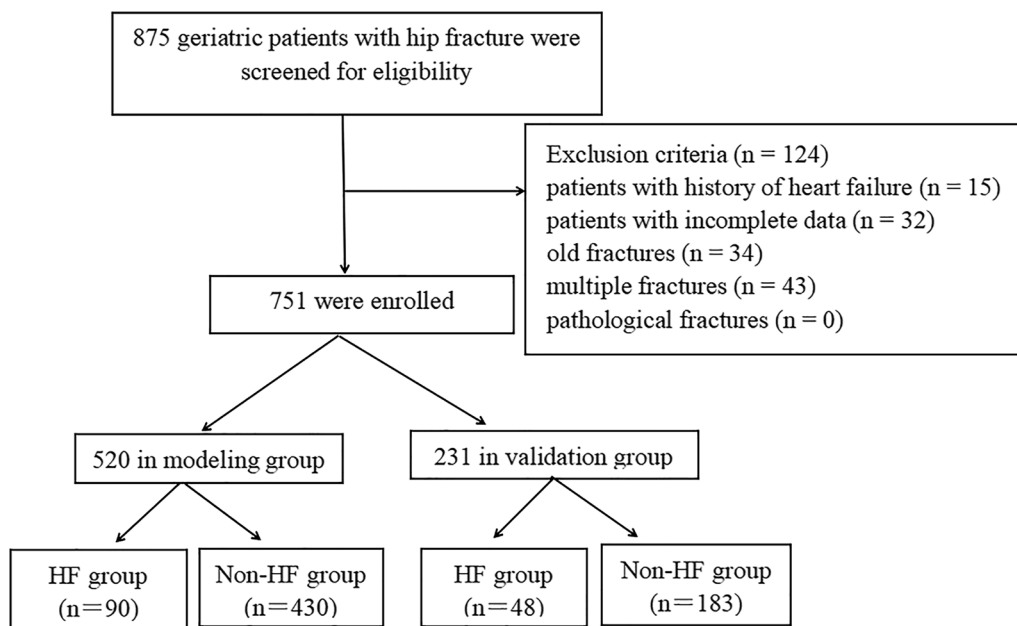 875 geriatric patients with hip fracture were
screened for eligibility
Exclusion criteria (n = 124)
patients with history of heart failure (n = 15)
patients with incomplete data (n = 32)
old fractures (n = 34)
multiple fractures (n = 43)
pathological fractures (n = 0)
751 were enrolled
520 in modeling group
231 in validation group
HF group
(n＝90)
Non-HF group
(n＝430)
HF group
(n＝48)
Non-HF group
(n＝183)